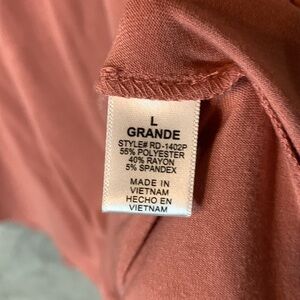 L
GRANDE
STYLE# RD-1402P
55% POLYESTER
40% RAYON
5% SPANDEX
MADE IN
VIETNAM
HECHO EN
VIETNAM